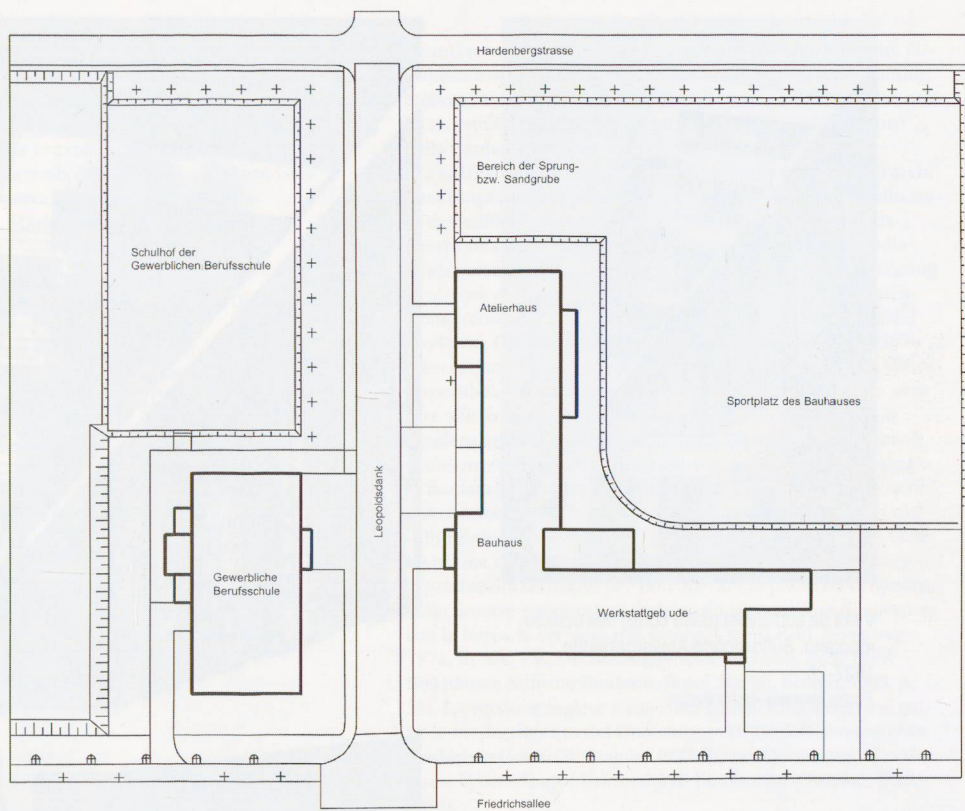 Hardenbergstrasse
Bereich der Sprung-
bzw. Sandgrube
Schulhof der
Gewerblichen Berufsschule
Atelierhaus
Sportplatz des Bauhauses
Leopoldsdank
Bauhaus
Gewerbliche
Berufsschule
Werkstattgeb ude
Friedrichsallee